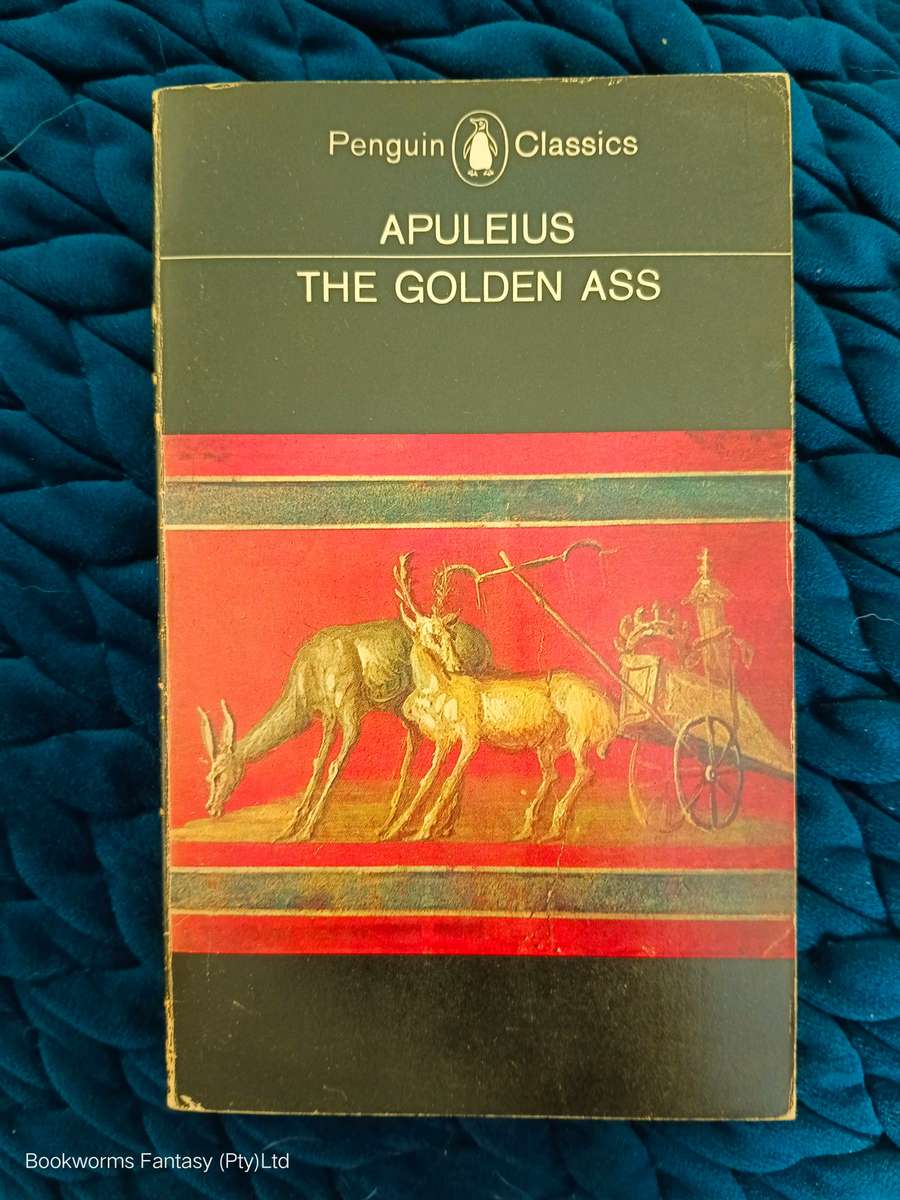 Penguin Classics
APULEIUS
THE GOLDEN ASS
Bookworms Fantasy (Pty)Ltd